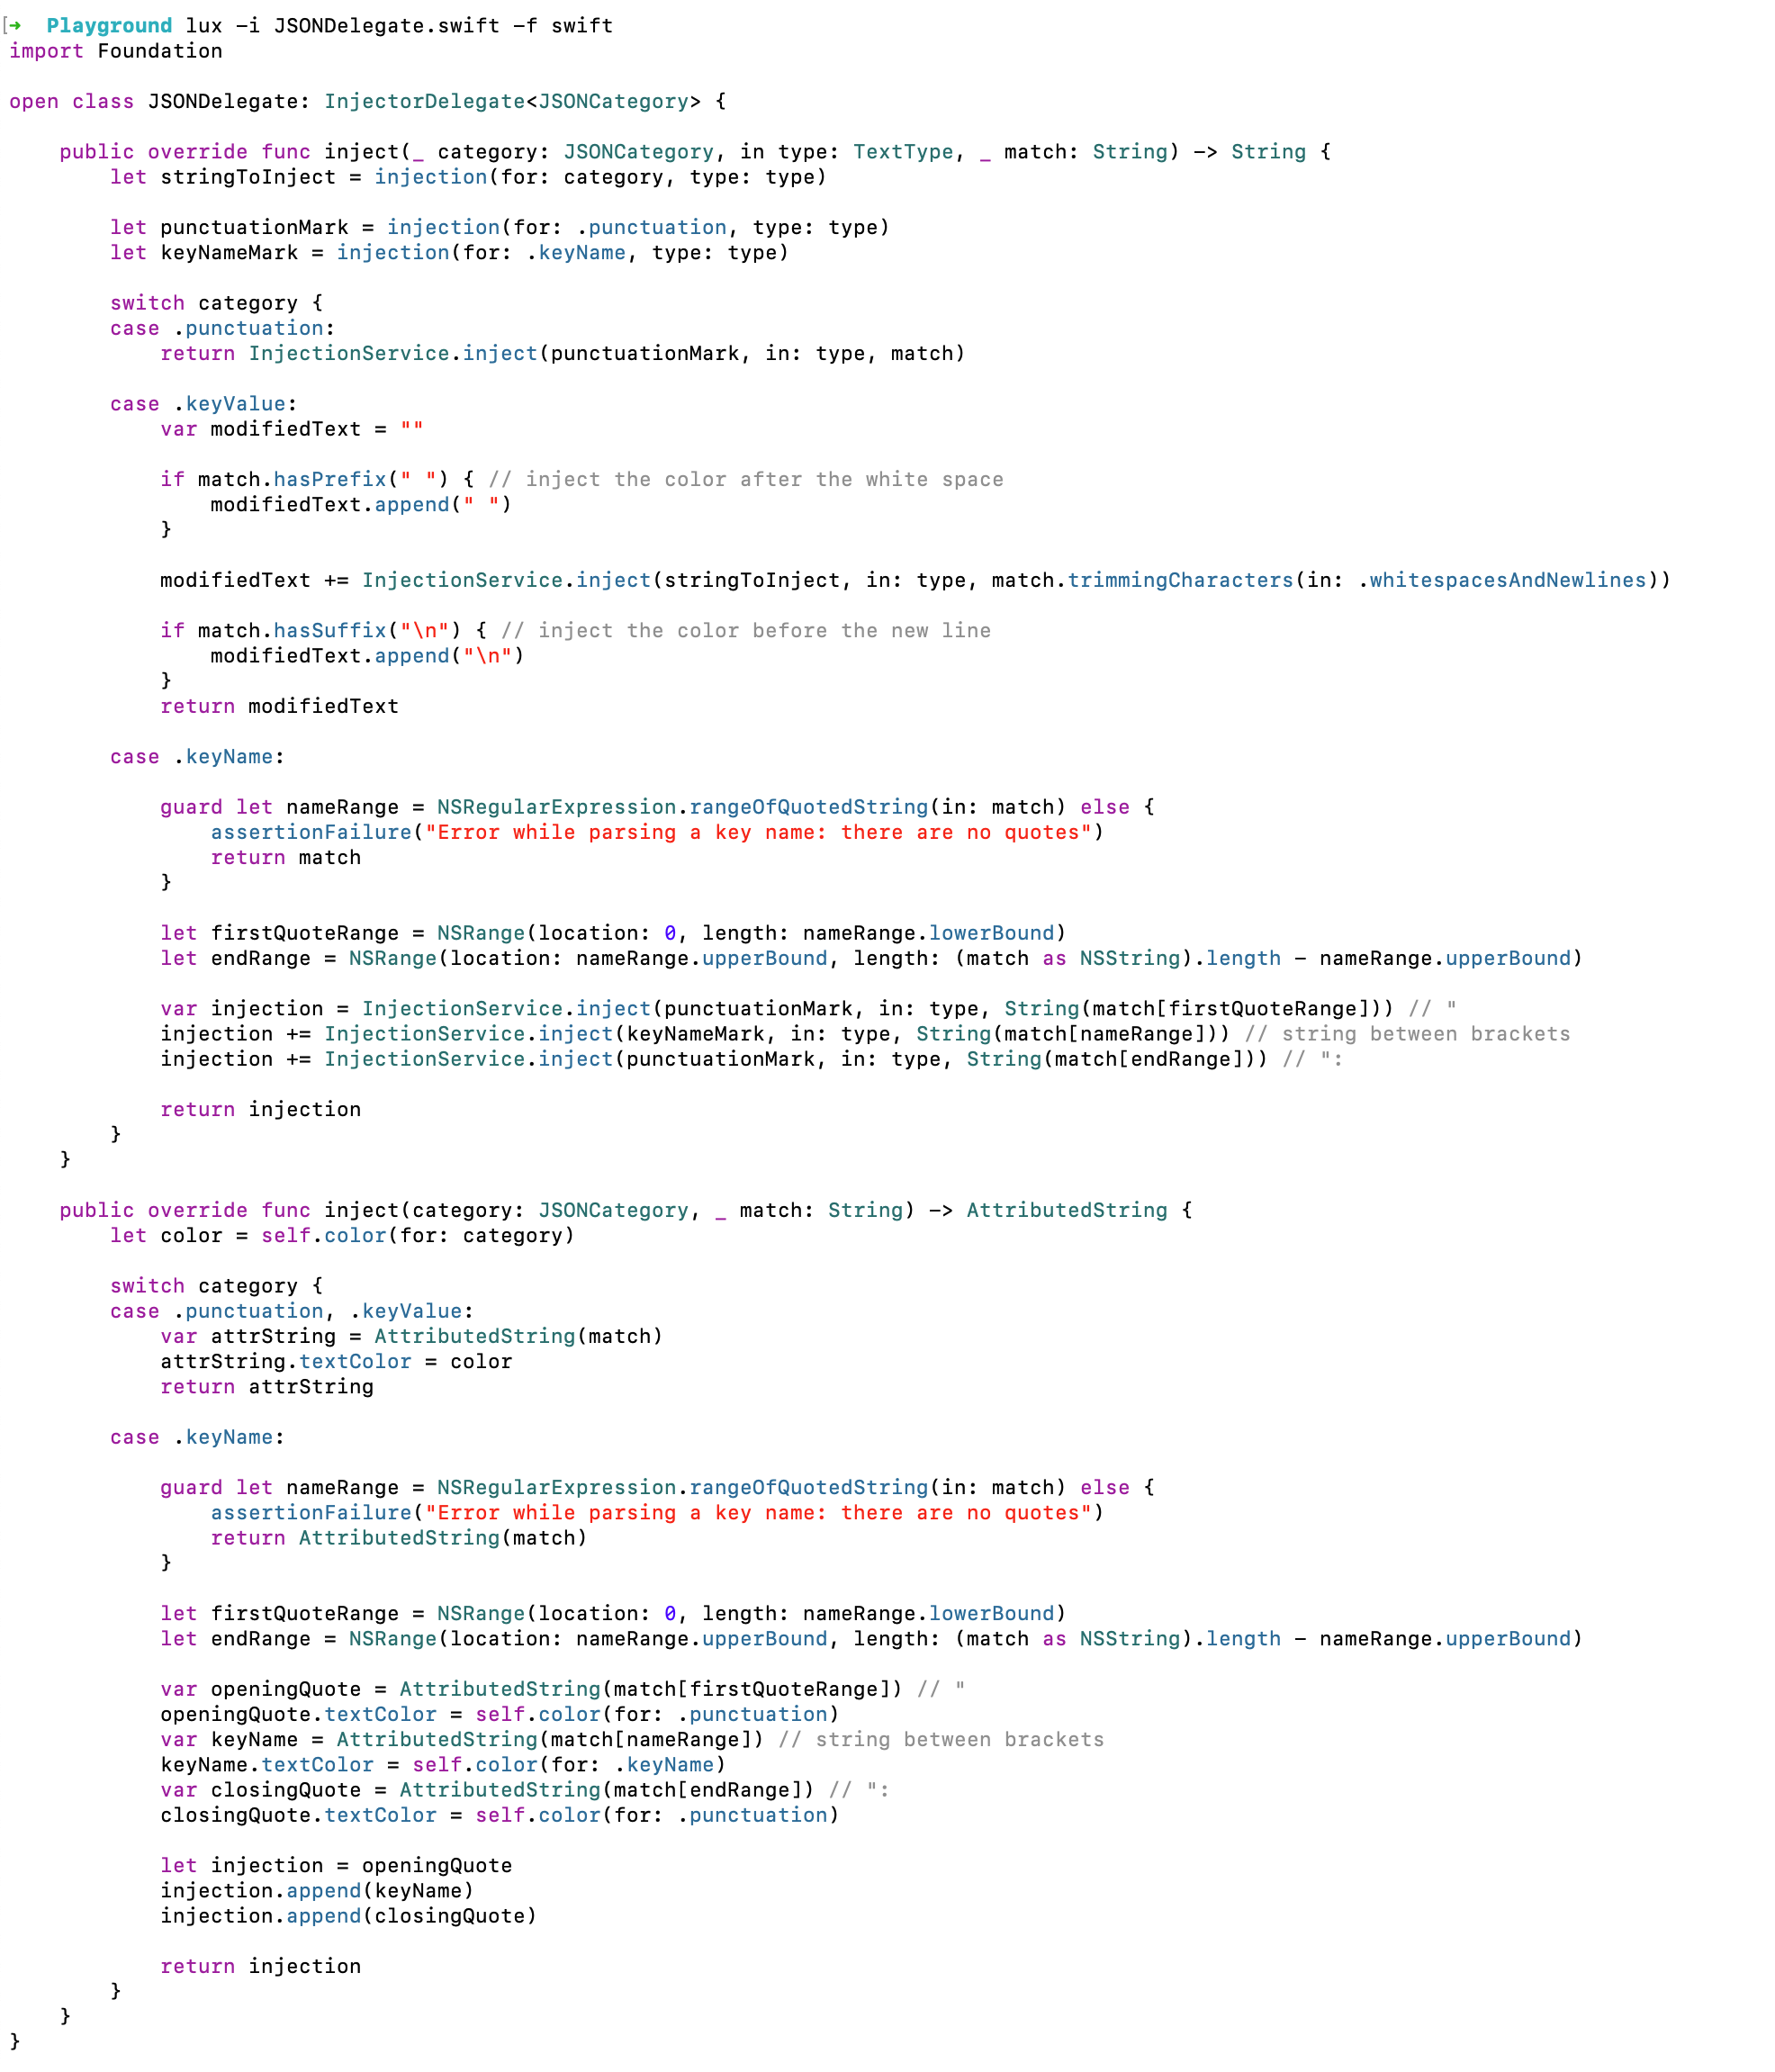 [➜  Playground lux -i JSONDelegate.swift -f swift
import Foundation

open class JSONDelegate: InjectorDelegate<JSONCategory> {

    public override func inject(_ category: JSONCategory, in type: TextType, _ match: String) -> String {
        let stringToInject = injection(for: category, type: type)

        let punctuationMark = injection(for: .punctuation, type: type)
        let keyNameMark = injection(for: .keyName, type: type)

        switch category {
        case .punctuation:
            return InjectionService.inject(punctuationMark, in: type, match)

        case .keyValue:
            var modifiedText = ""

            if match.hasPrefix(" ") { // inject the color after the white space
                modifiedText.append(" ")
            }

            modifiedText += InjectionService.inject(stringToInject, in: type, match.trimmingCharacters(in: .whitespacesAndNewlines))

            if match.hasSuffix("\n") { // inject the color before the new line
                modifiedText.append("\n")
            }
            return modifiedText

        case .keyName:

            guard let nameRange = NSRegularExpression.rangeOfQuotedString(in: match) else {
                assertionFailure("Error while parsing a key name: there are no quotes")
                return match
            }

            let firstQuoteRange = NSRange(location: 0, length: nameRange.lowerBound)
            let endRange = NSRange(location: nameRange.upperBound, length: (match as NSString).length - nameRange.upperBound)

            var injection = InjectionService.inject(punctuationMark, in: type, String(match[firstQuoteRange])) // "
            injection += InjectionService.inject(keyNameMark, in: type, String(match[nameRange])) // string between brackets
            injection += InjectionService.inject(punctuationMark, in: type, String(match[endRange])) // ":

            return injection
        }
    }

    public override func inject(category: JSONCategory, _ match: String) -> AttributedString {
        let color = self.color(for: category)

        switch category {
        case .punctuation, .keyValue:
            var attrString = AttributedString(match)
            attrString.textColor = color
            return attrString

        case .keyName:

            guard let nameRange = NSRegularExpression.rangeOfQuotedString(in: match) else {
                assertionFailure("Error while parsing a key name: there are no quotes")
                return AttributedString(match)
            }

            let firstQuoteRange = NSRange(location: 0, length: nameRange.lowerBound)
            let endRange = NSRange(location: nameRange.upperBound, length: (match as NSString).length - nameRange.upperBound)

            var openingQuote = AttributedString(match[firstQuoteRange]) // "
            openingQuote.textColor = self.color(for: .punctuation)
            var keyName = AttributedString(match[nameRange]) // string between brackets
            keyName.textColor = self.color(for: .keyName)
            var closingQuote = AttributedString(match[endRange]) // ":
            closingQuote.textColor = self.color(for: .punctuation)

            let injection = openingQuote
            injection.append(keyName)
            injection.append(closingQuote)

            return injection
        }
    }
}